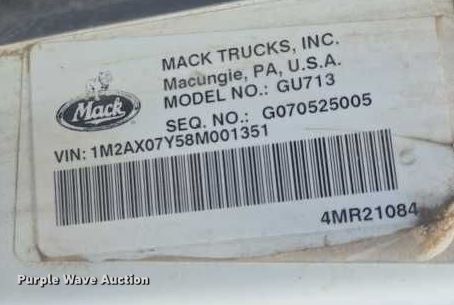 MACK TRUCKS, INC.
Macungie, PA, U.S.A.
MODEL NO.: GU713
SEQ. NO.: G070525005
Mack
VIN: 1M2AX07Y58M001351
4MR21084
Purple Wave Auction